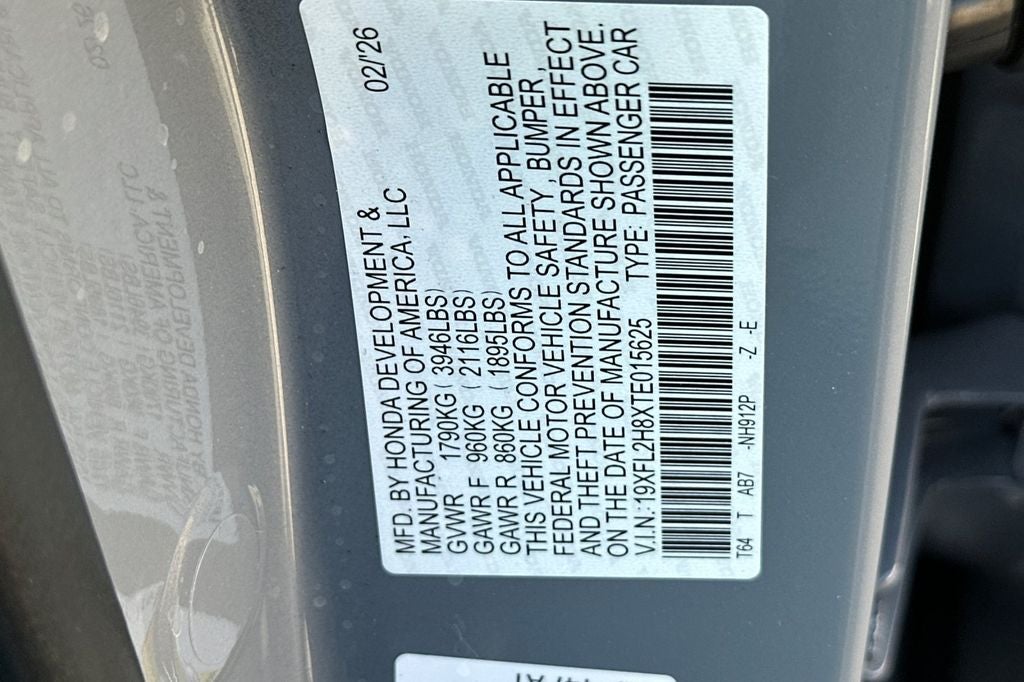 MFD. BY HONDA DEVELOPMENT & 02/'26
MANUFACTURING OF AMERICA, LLC
GVWR 1790KG ( 3946LBS)
GAWR F 960KG ( 2116LBS)
GAWR R 860KG ( 1895LBS)
THIS VEHICLE CONFORMS TO ALL APPLICABLE
FEDERAL MOTOR VEHICLE SAFETY , BUMPER,
AND THEFT PREVENTION STANDARDS IN EFFECT
ON THE DATE OF MANUFACTURE SHOWN ABOVE.
V.I.N.:19XFL2H8XTE015625 TYPE: PASSENGER CAR
T64 T AB7 -NH912P -Z -E